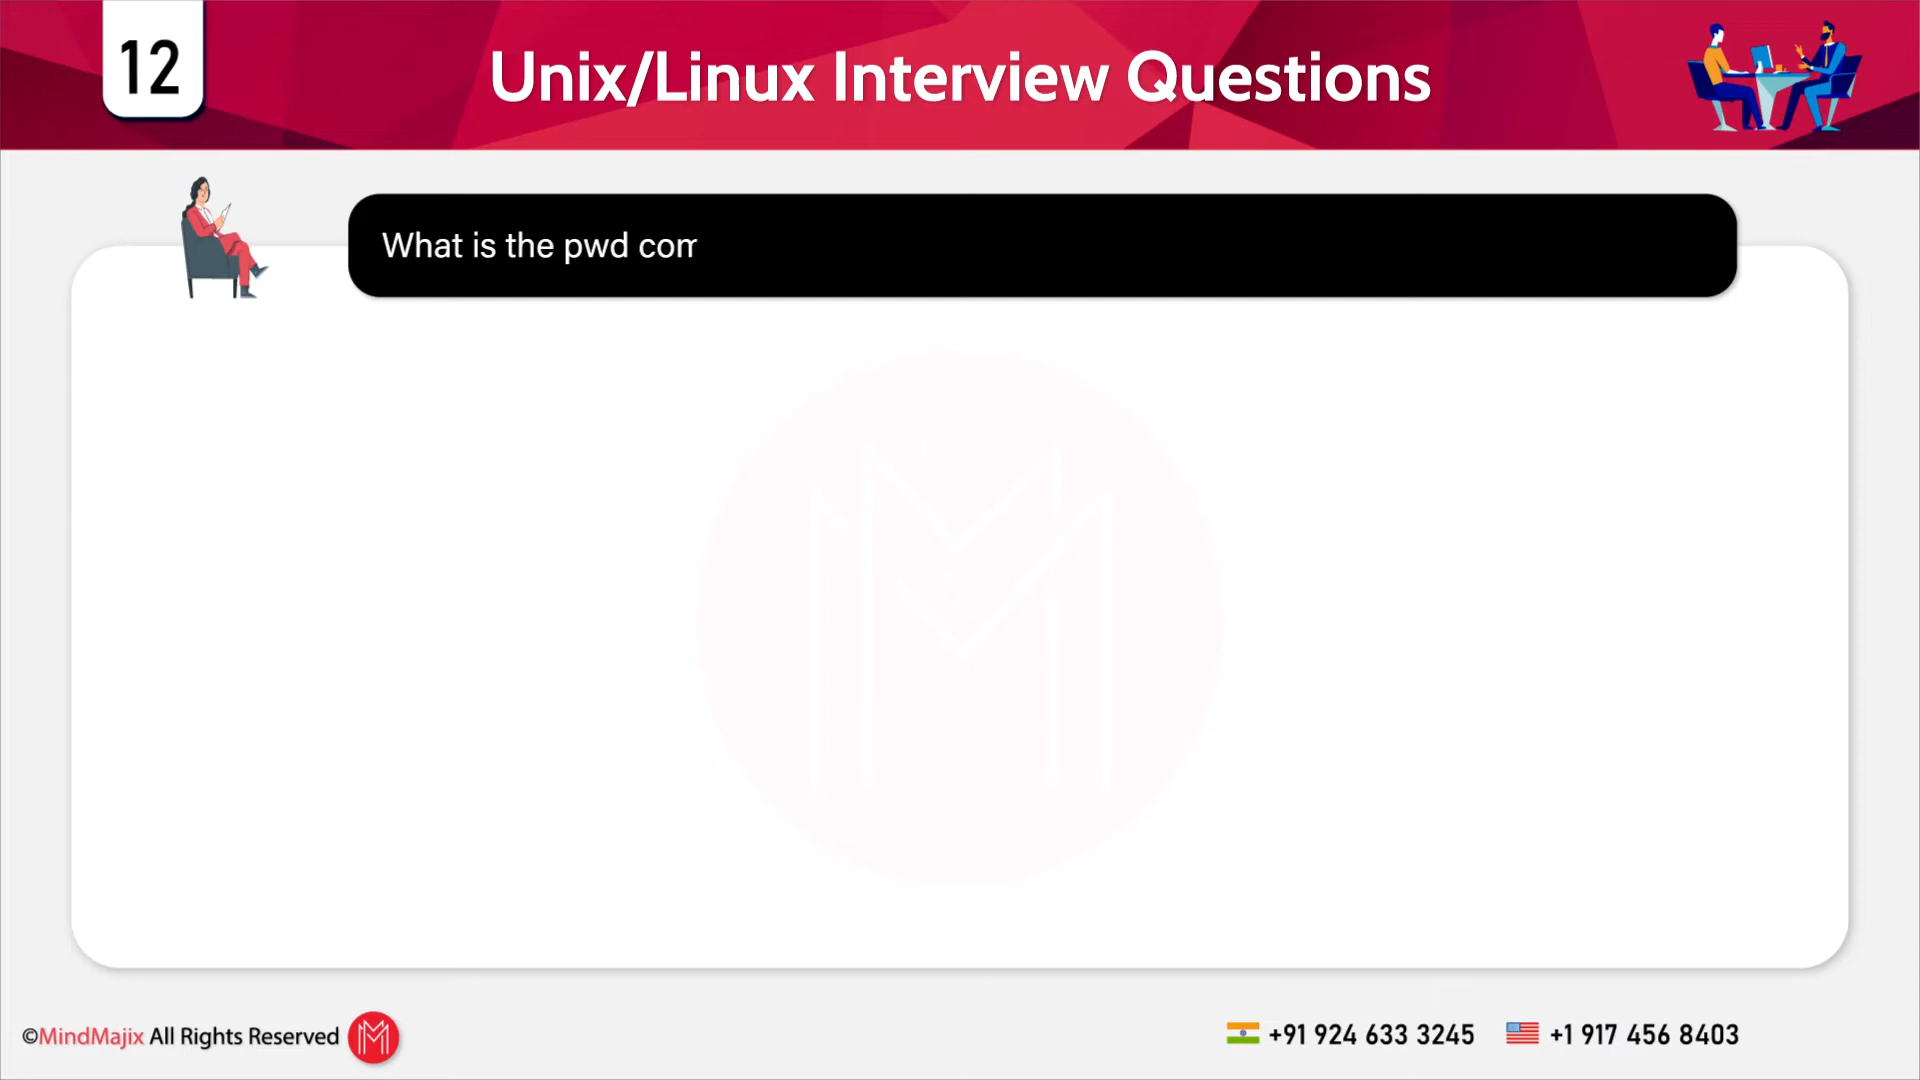 12
Unix/Linux Interview Questions
What is the pwd com
©MindMajix All Rights Reserved
+91 924 633 3245
+1 917 456 8403